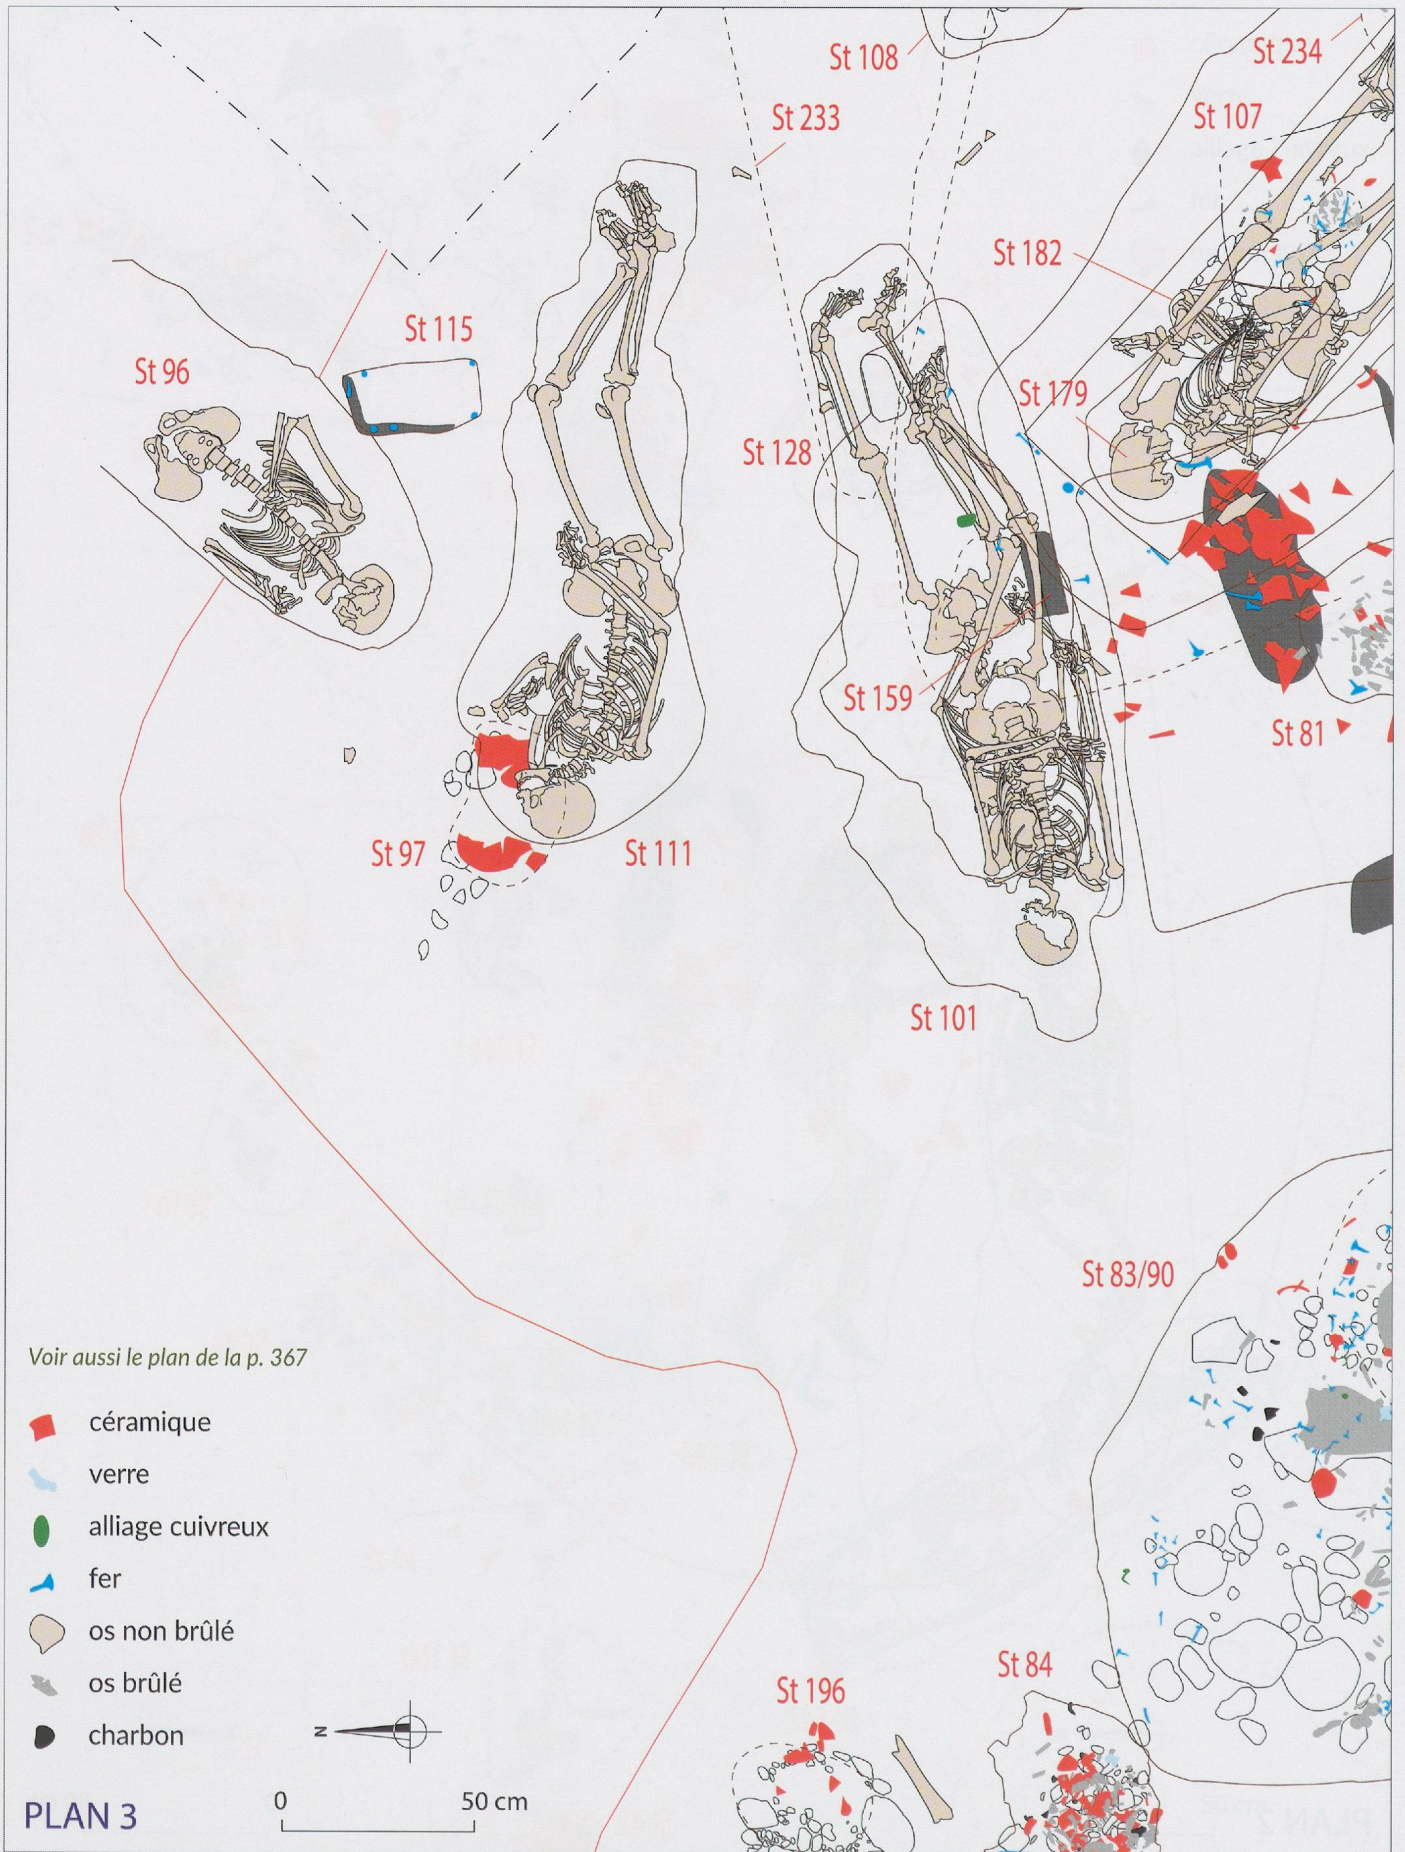 St 108
St 234
St 233
St 107
St 182
St 115
St 96
St 179
St 128
St 159
St 81
St 97
St 111
St 101
St 83/90
Voir aussi le plan de la p. 367
céramique
verre
alliage cuivreux
fer
os non brûlé
os brûlé
charbon
St 84
St 196
N
0 50 cm
PLAN 3